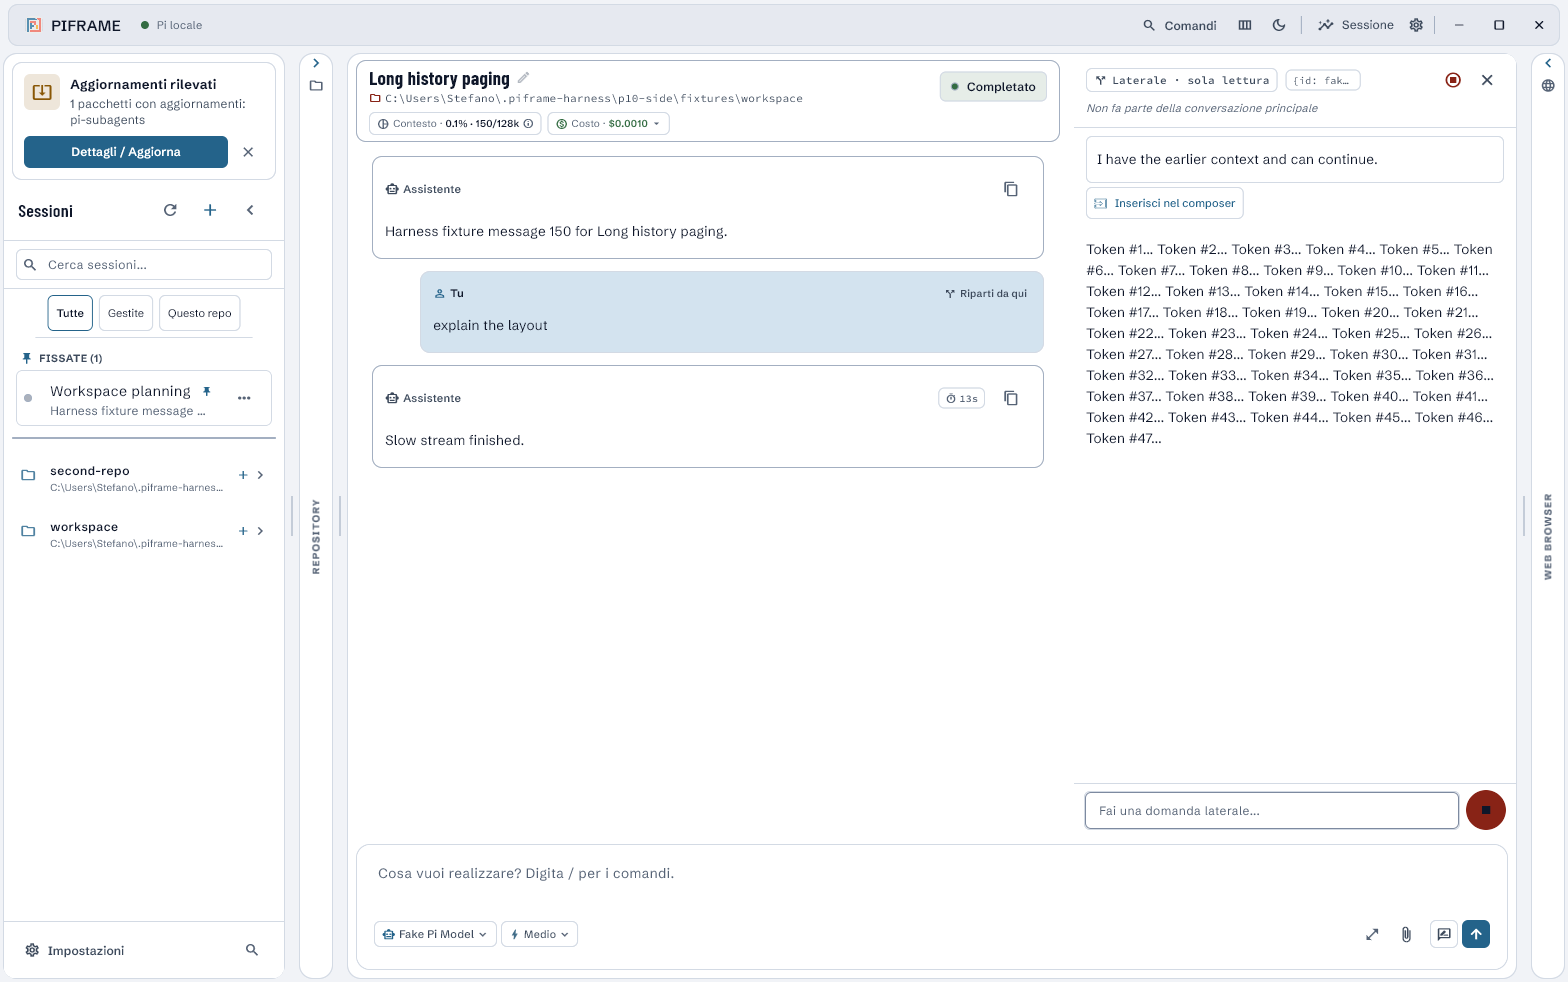 PIFRAME
Pi locale
Comandi
Sessione
Aggiornamenti rilevati
1 pacchetti con aggiornamenti:
pi-subagents
Dettagli / Aggiorna
Sessioni
Cerca sessioni...
Tutte
Gestite
Questo repo
FISSATE (1)
Workspace planning
Harness fixture message ...
second-repo
C:\Users\Stefano\.piframe-harnes...
workspace
C:\Users\Stefano\.piframe-harnes...
Impostazioni
REPOSITORY
Long history paging
C:\Users\Stefano\.piframe-harness\p10-side\fixtures\workspace
Contesto · 0.1% · 150/128k
Costo · $0.0010
Completato
Assistente
Harness fixture message 150 for Long history paging.
Tu
Riparti da qui
explain the layout
Assistente
13s
Slow stream finished.
Laterale · sola lettura
{id: fak…
Non fa parte della conversazione principale
I have the earlier context and can continue.
Inserisci nel composer
Token #1... Token #2... Token #3... Token #4... Token #5... Token
#6... Token #7... Token #8... Token #9... Token #10... Token #11...
Token #12... Token #13... Token #14... Token #15... Token #16...
Token #17... Token #18... Token #19... Token #20... Token #21...
Token #22... Token #23... Token #24... Token #25... Token #26...
Token #27... Token #28... Token #29... Token #30... Token #31...
Token #32... Token #33... Token #34... Token #35... Token #36...
Token #37... Token #38... Token #39... Token #40... Token #41...
Token #42... Token #43... Token #44... Token #45... Token #46...
Token #47...
Fai una domanda laterale...
Cosa vuoi realizzare? Digita / per i comandi.
Fake Pi Model
Medio
WEB BROWSER